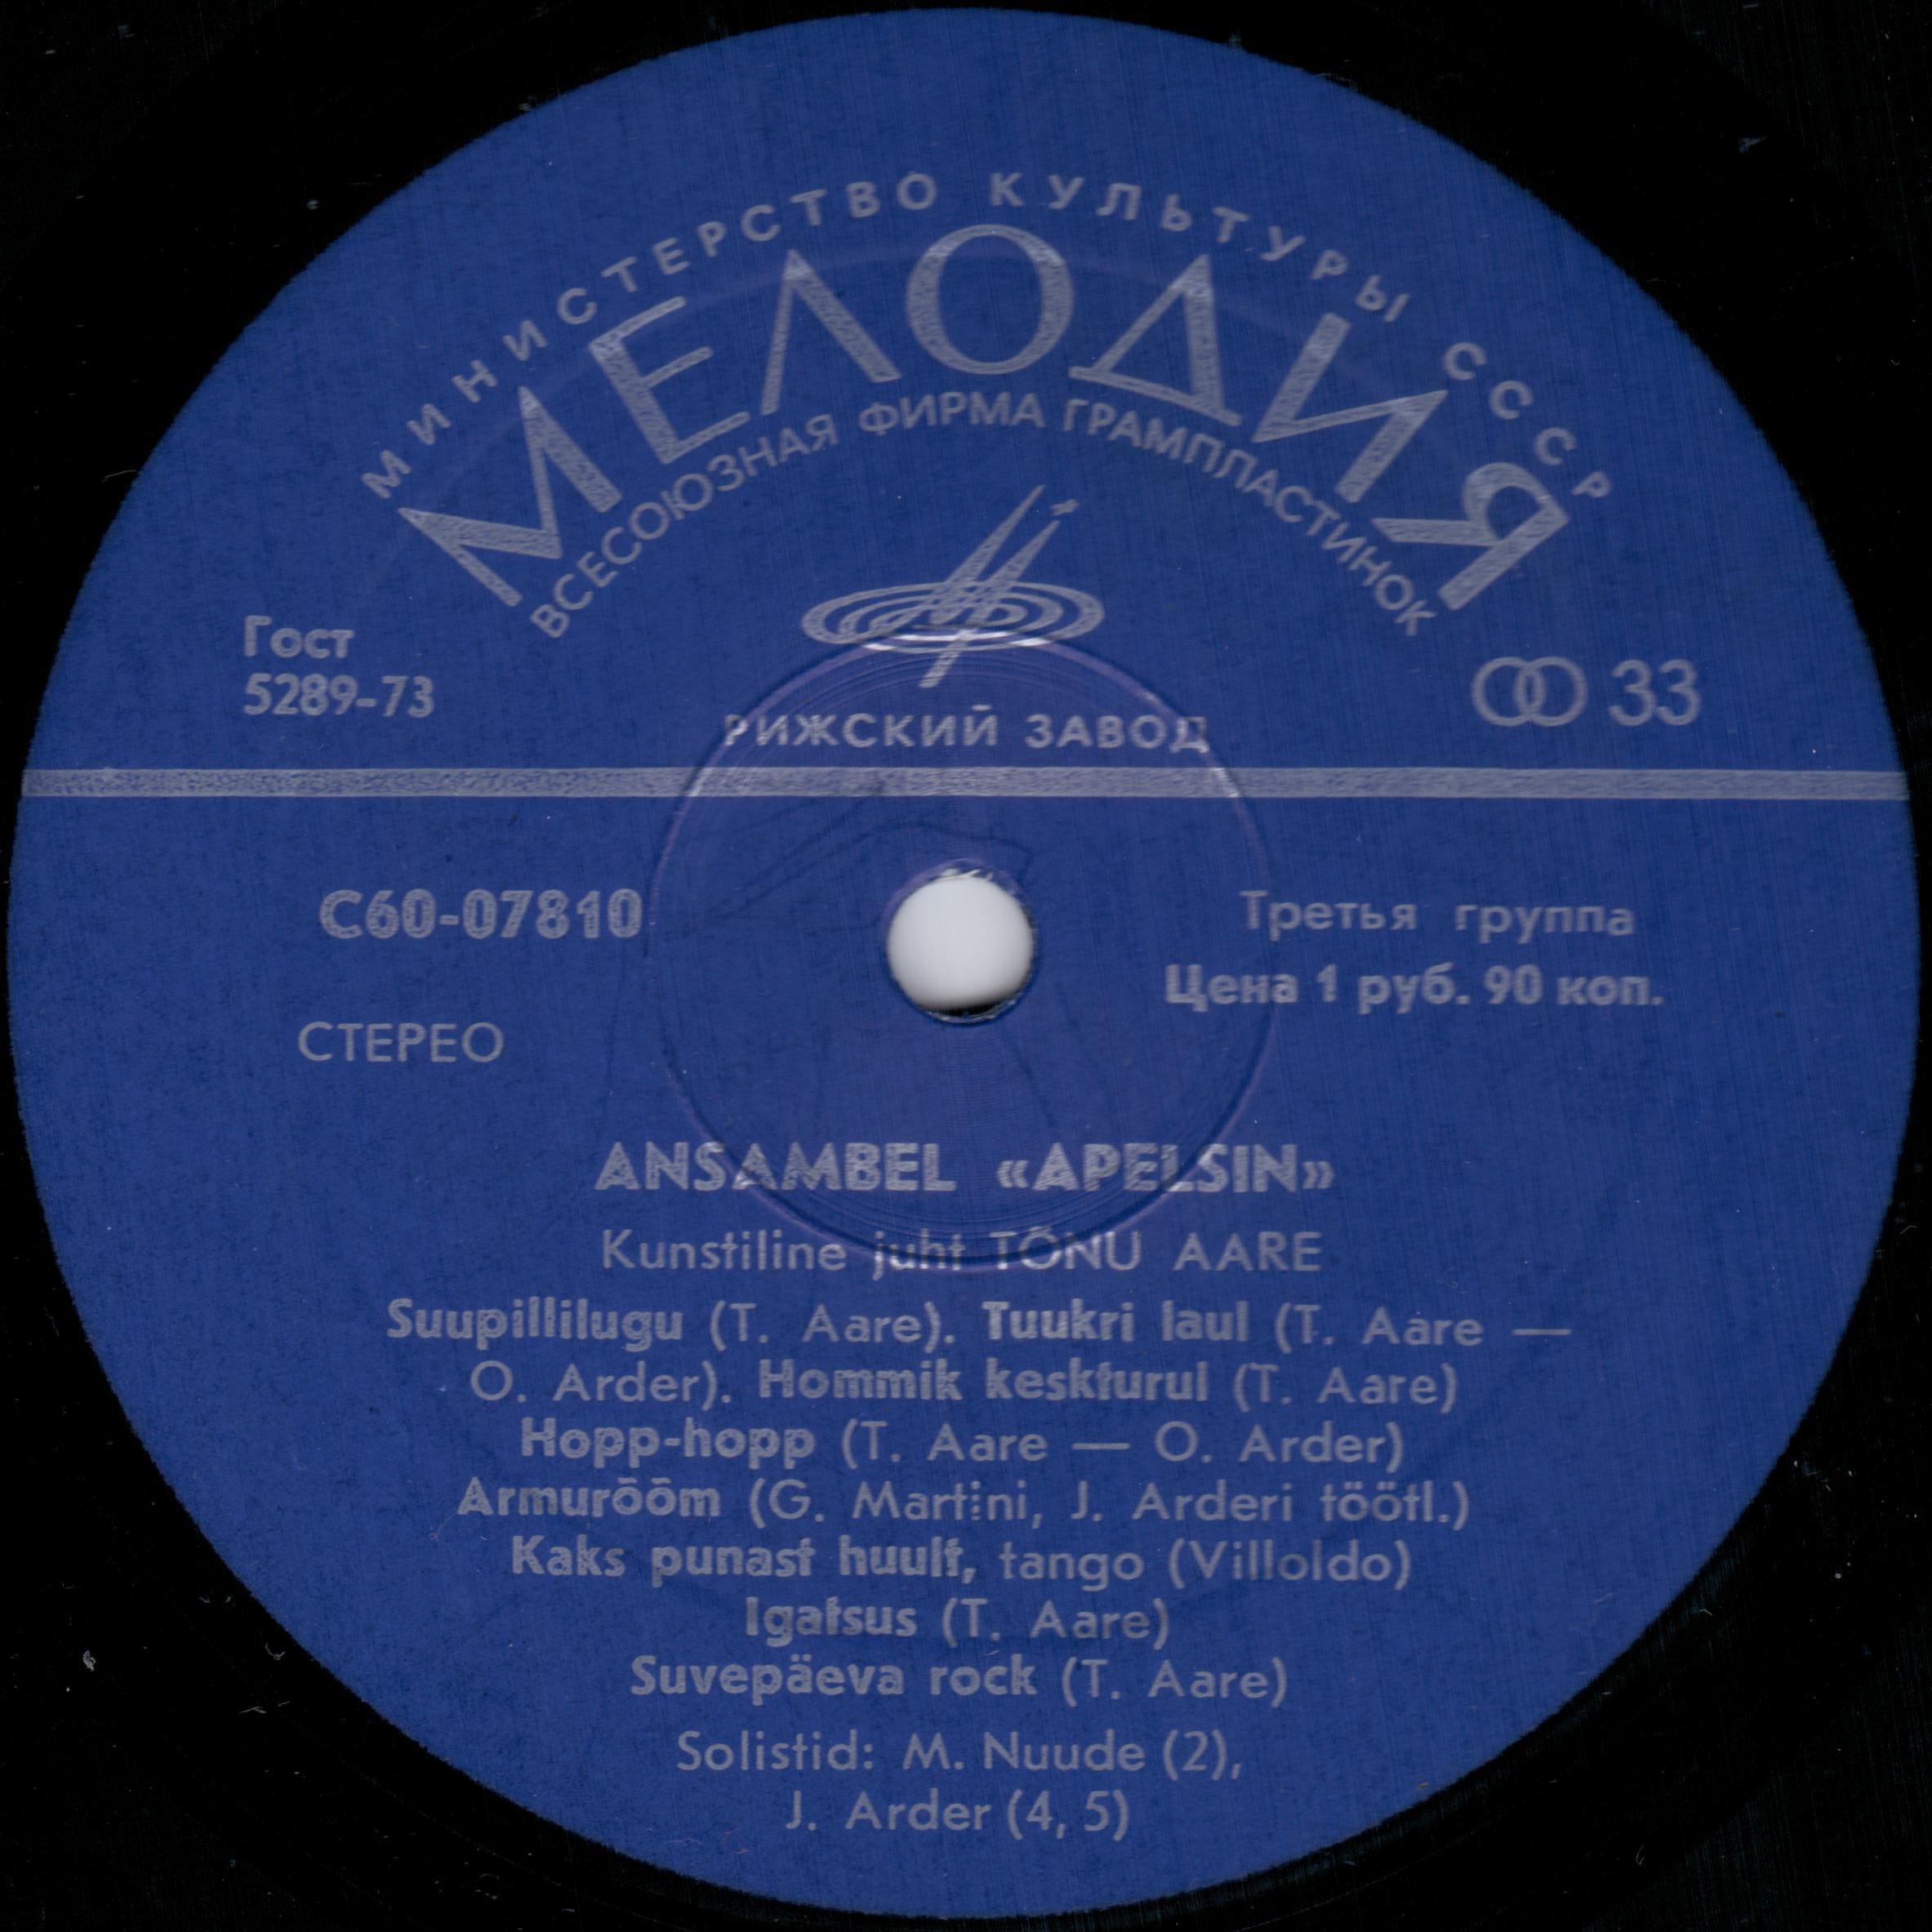 МИНИСТЕРСТВО КУЛЬТУРЫ СССР
МЕЛОДИЯ
ВСЕСОЮЗНАЯ ФИРМА ГРАМПЛАСТИНОК
Гост
5289-73
33
РИЖСКИЙ ЗАВОД
С60-07810
Третья группа
Цена 1 руб. 90 коп.
СТЕРЕО
ANSAMBEL «APELSIN»
Kunstiline juht TÕNU AARE
Suupillilugu (T. Aare). Tuukri laul (T. Aare —
O. Arder). Hommik keskturul (T. Aare)
Hopp-hopp (T. Aare — O. Arder)
Armurõõm (G. Martini, J. Arderi töötl.)
Kaks punast huult, tango (Villoldo)
Igatsus (T. Aare)
Suvepäeva rock (T. Aare)
Solistid: M. Nuude (2),
J. Arder (4, 5)